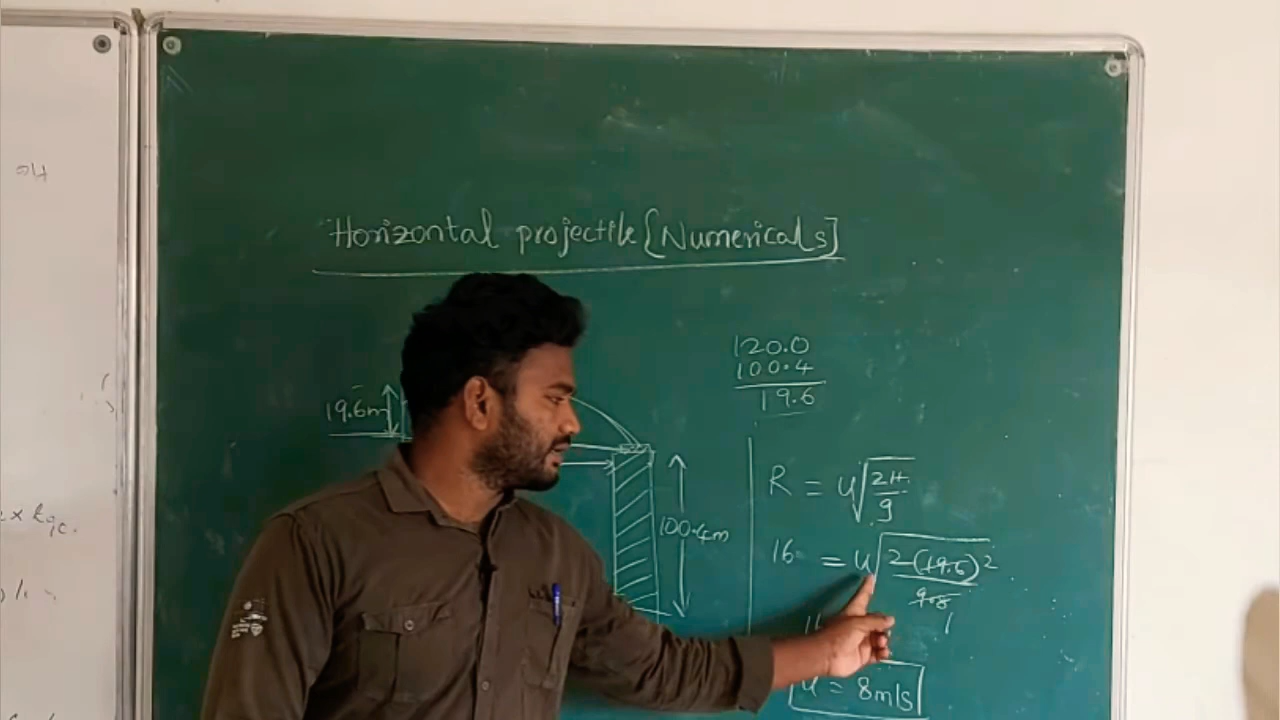 Horizontal projectile {Numericals]
120.0
100.4
19.6
19.6m
100.4m
R = u√2H/g
16 = u√2(19.6)2/9.8 1
u = 8m/s